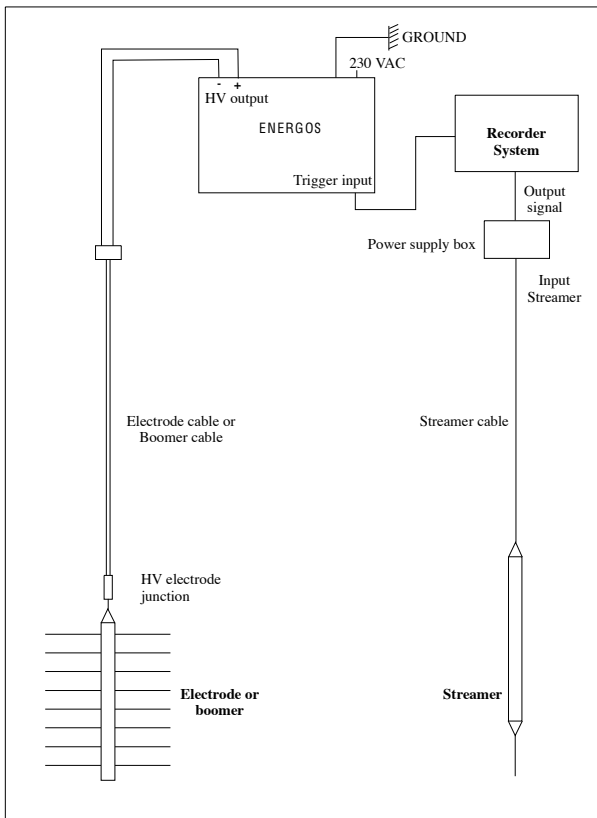 GROUND
230 VAC
- +
HV output
ENERGOS
Trigger input
Recorder
System
Output
signal
Power supply box
Input
Streamer
Electrode cable or
Boomer cable
Streamer cable
HV electrode
junction
Electrode or
boomer
Streamer